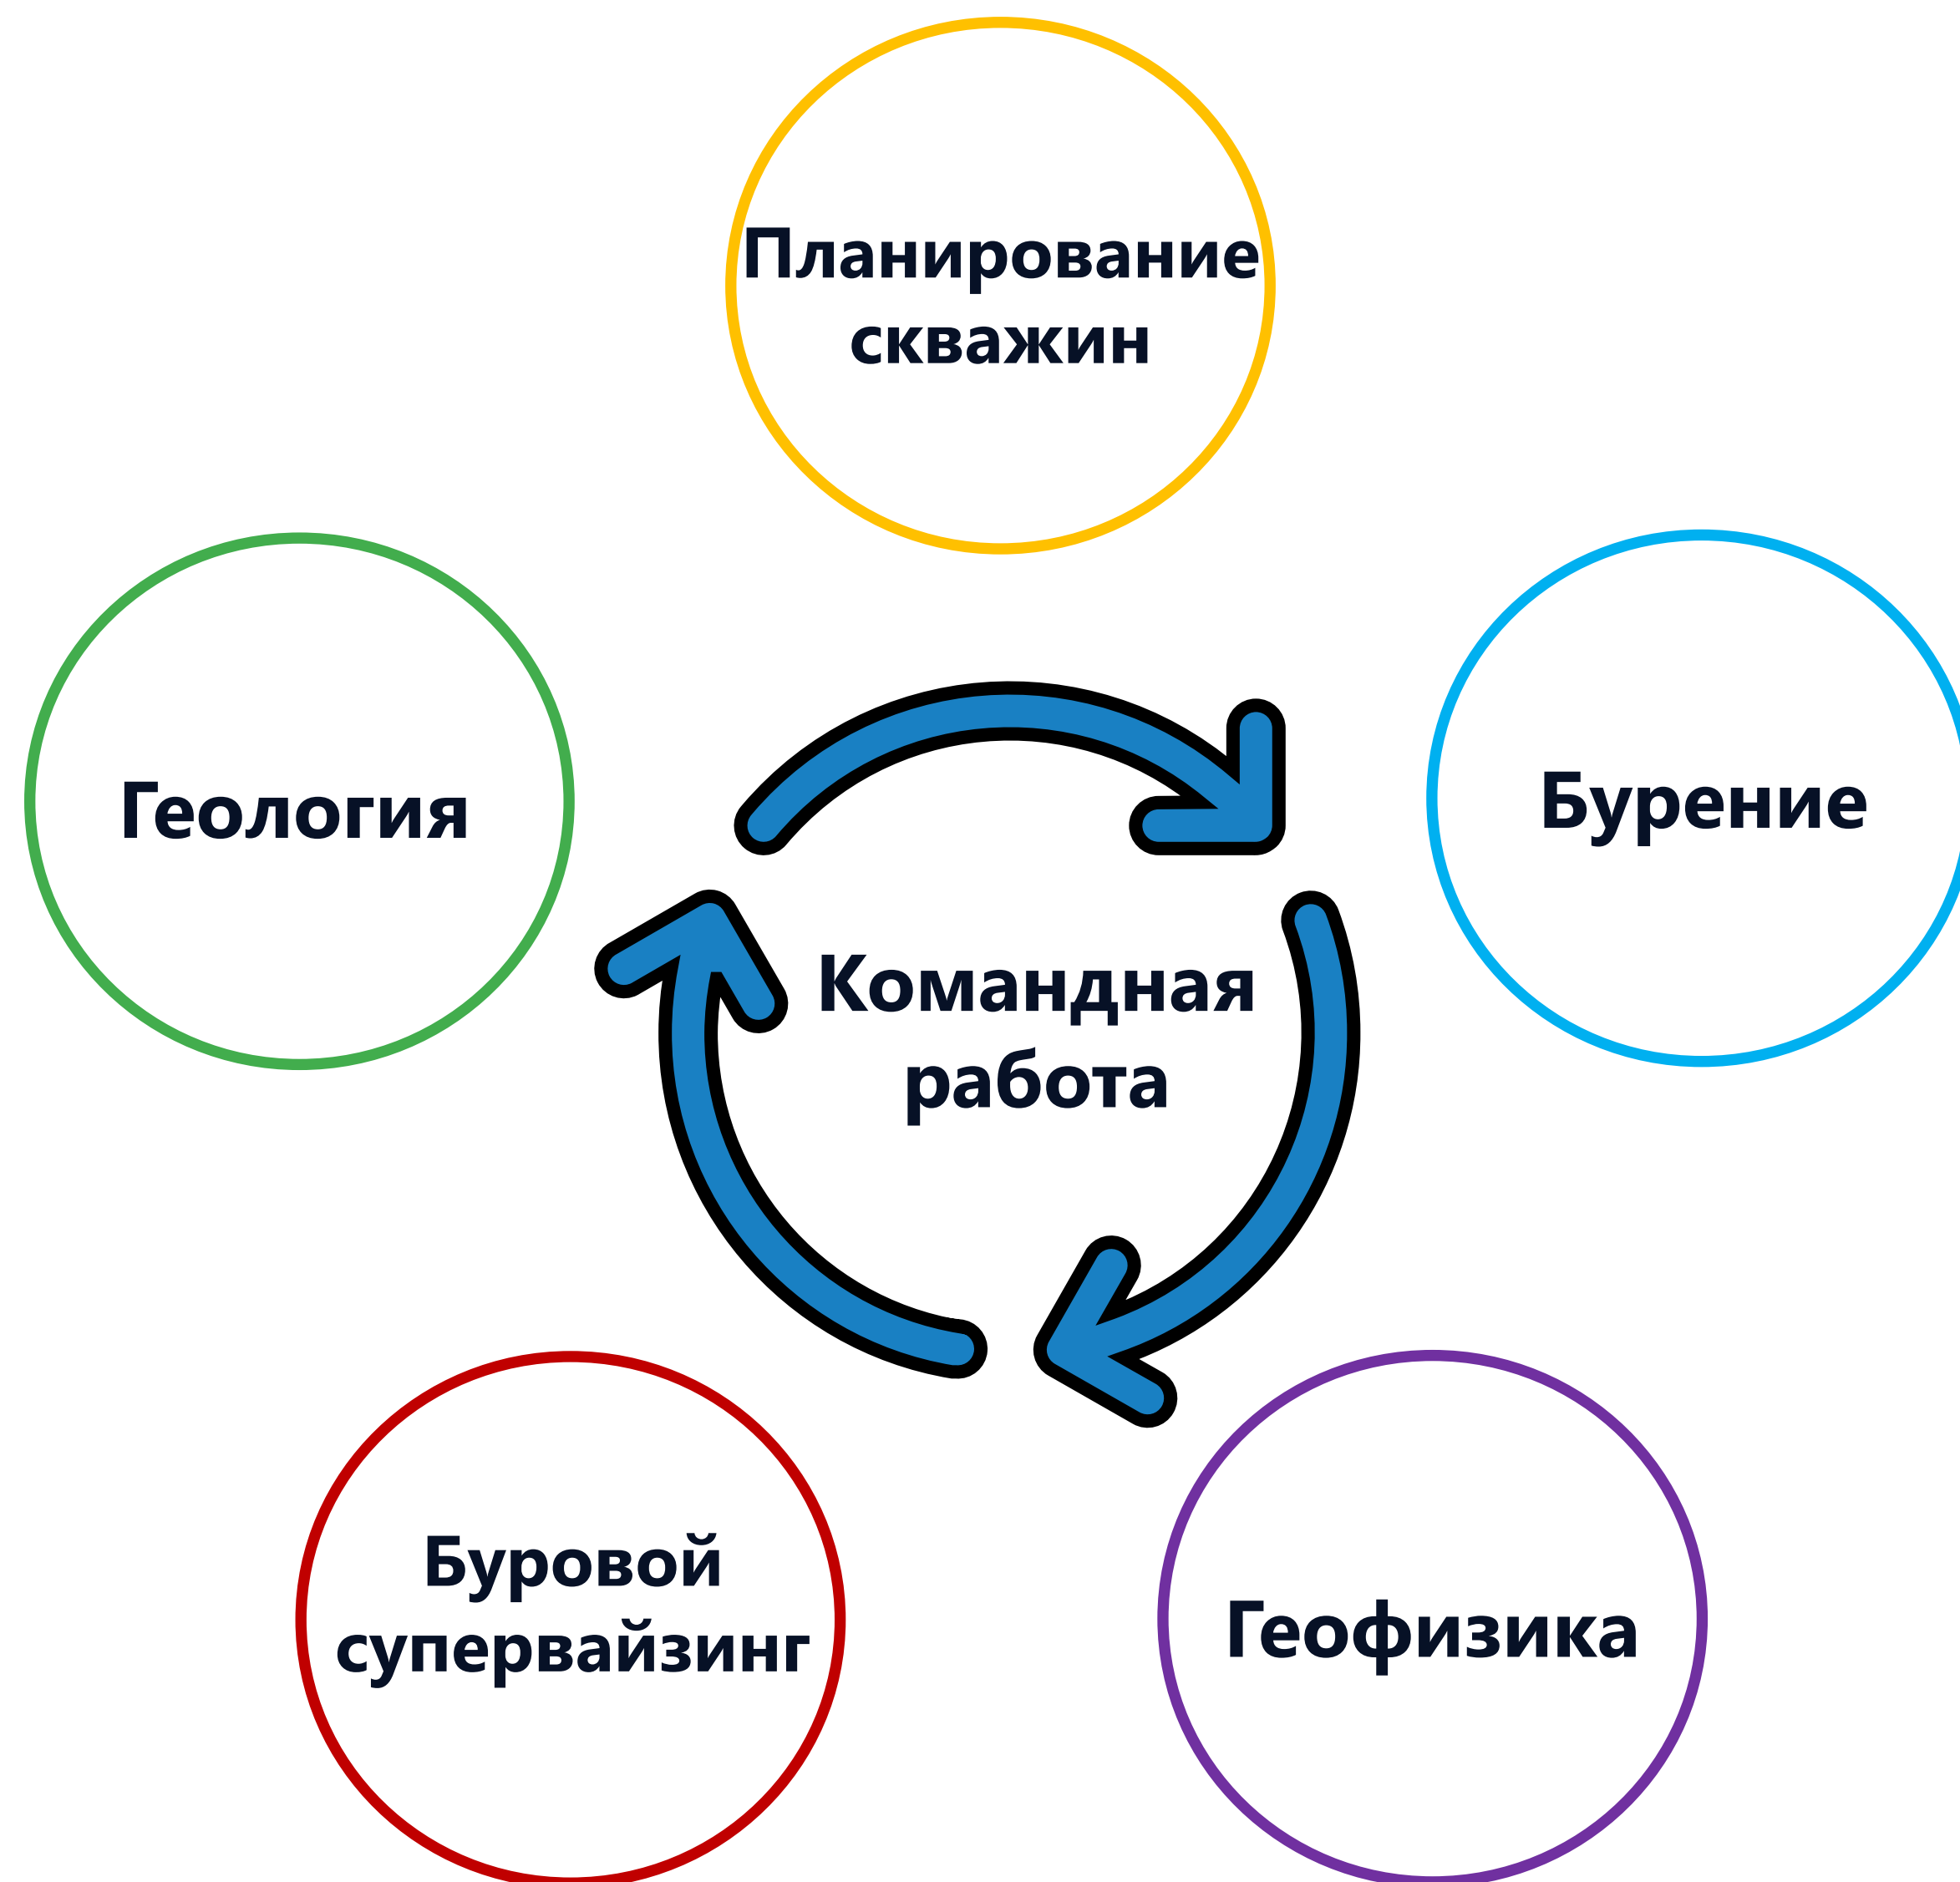 Планирование
скважин
Геология
Бурение
Командная
работа
Буровой
супервайзинг
Геофизика